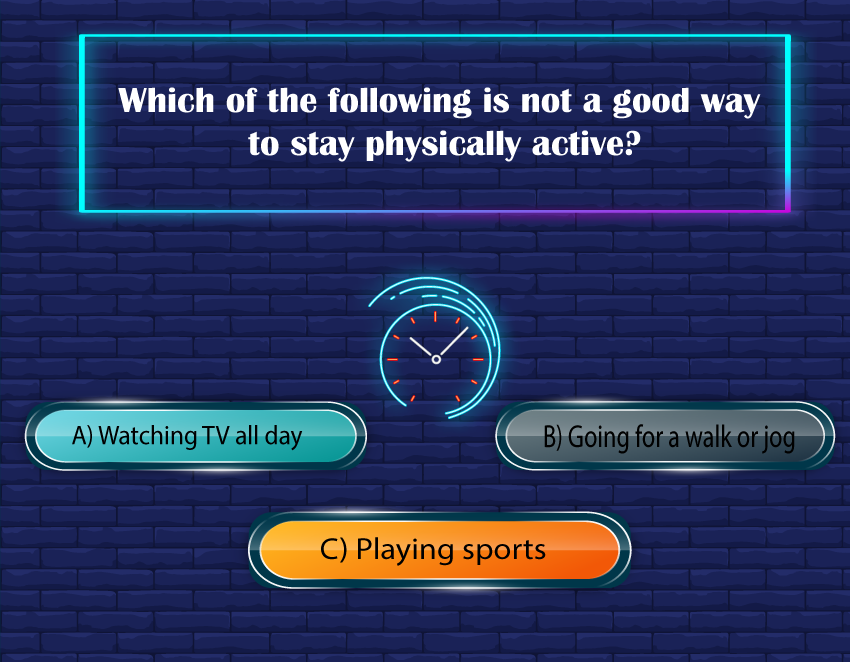 Which of the following is not a good way
to stay physically active?
A) Watching TV all day
B) Going for a walk or jog
C) Playing sports